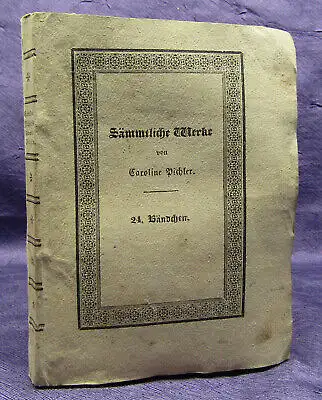 Sämmtliche Werke
von
Caroline Pichler.
24. Bändchen.